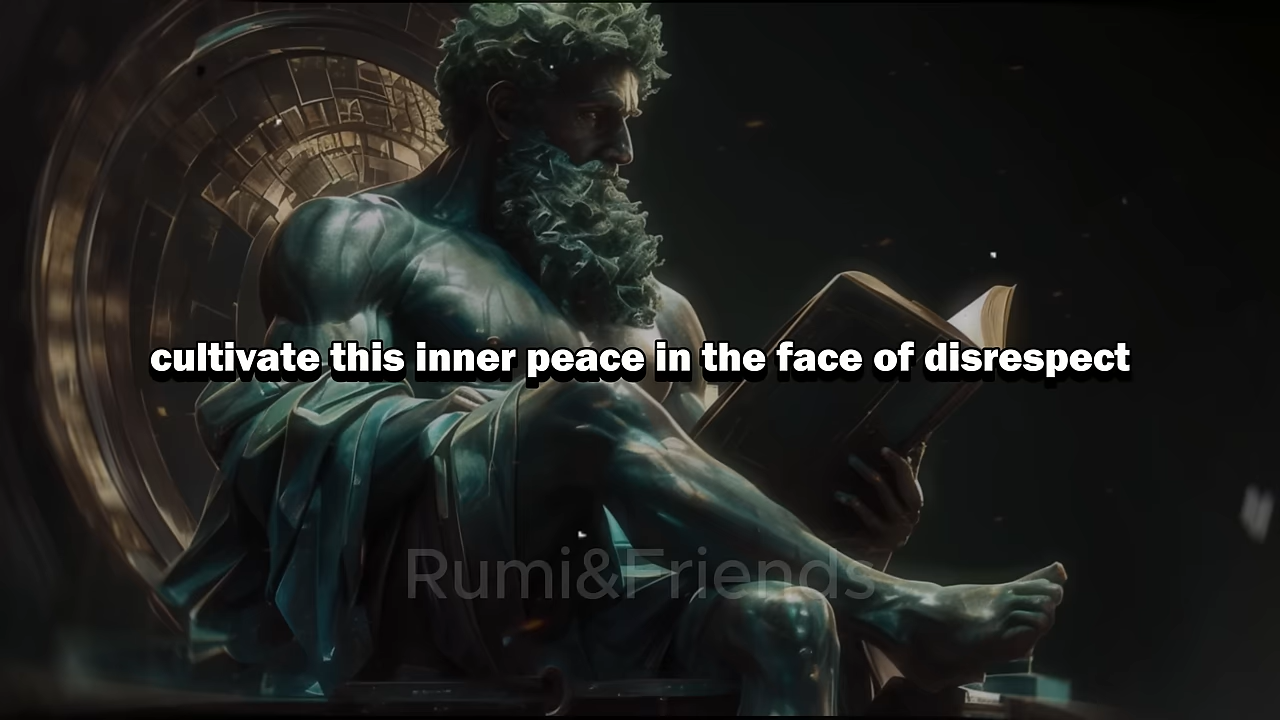 cultivate this inner peace in the face of disrespect
Rumi&Friends